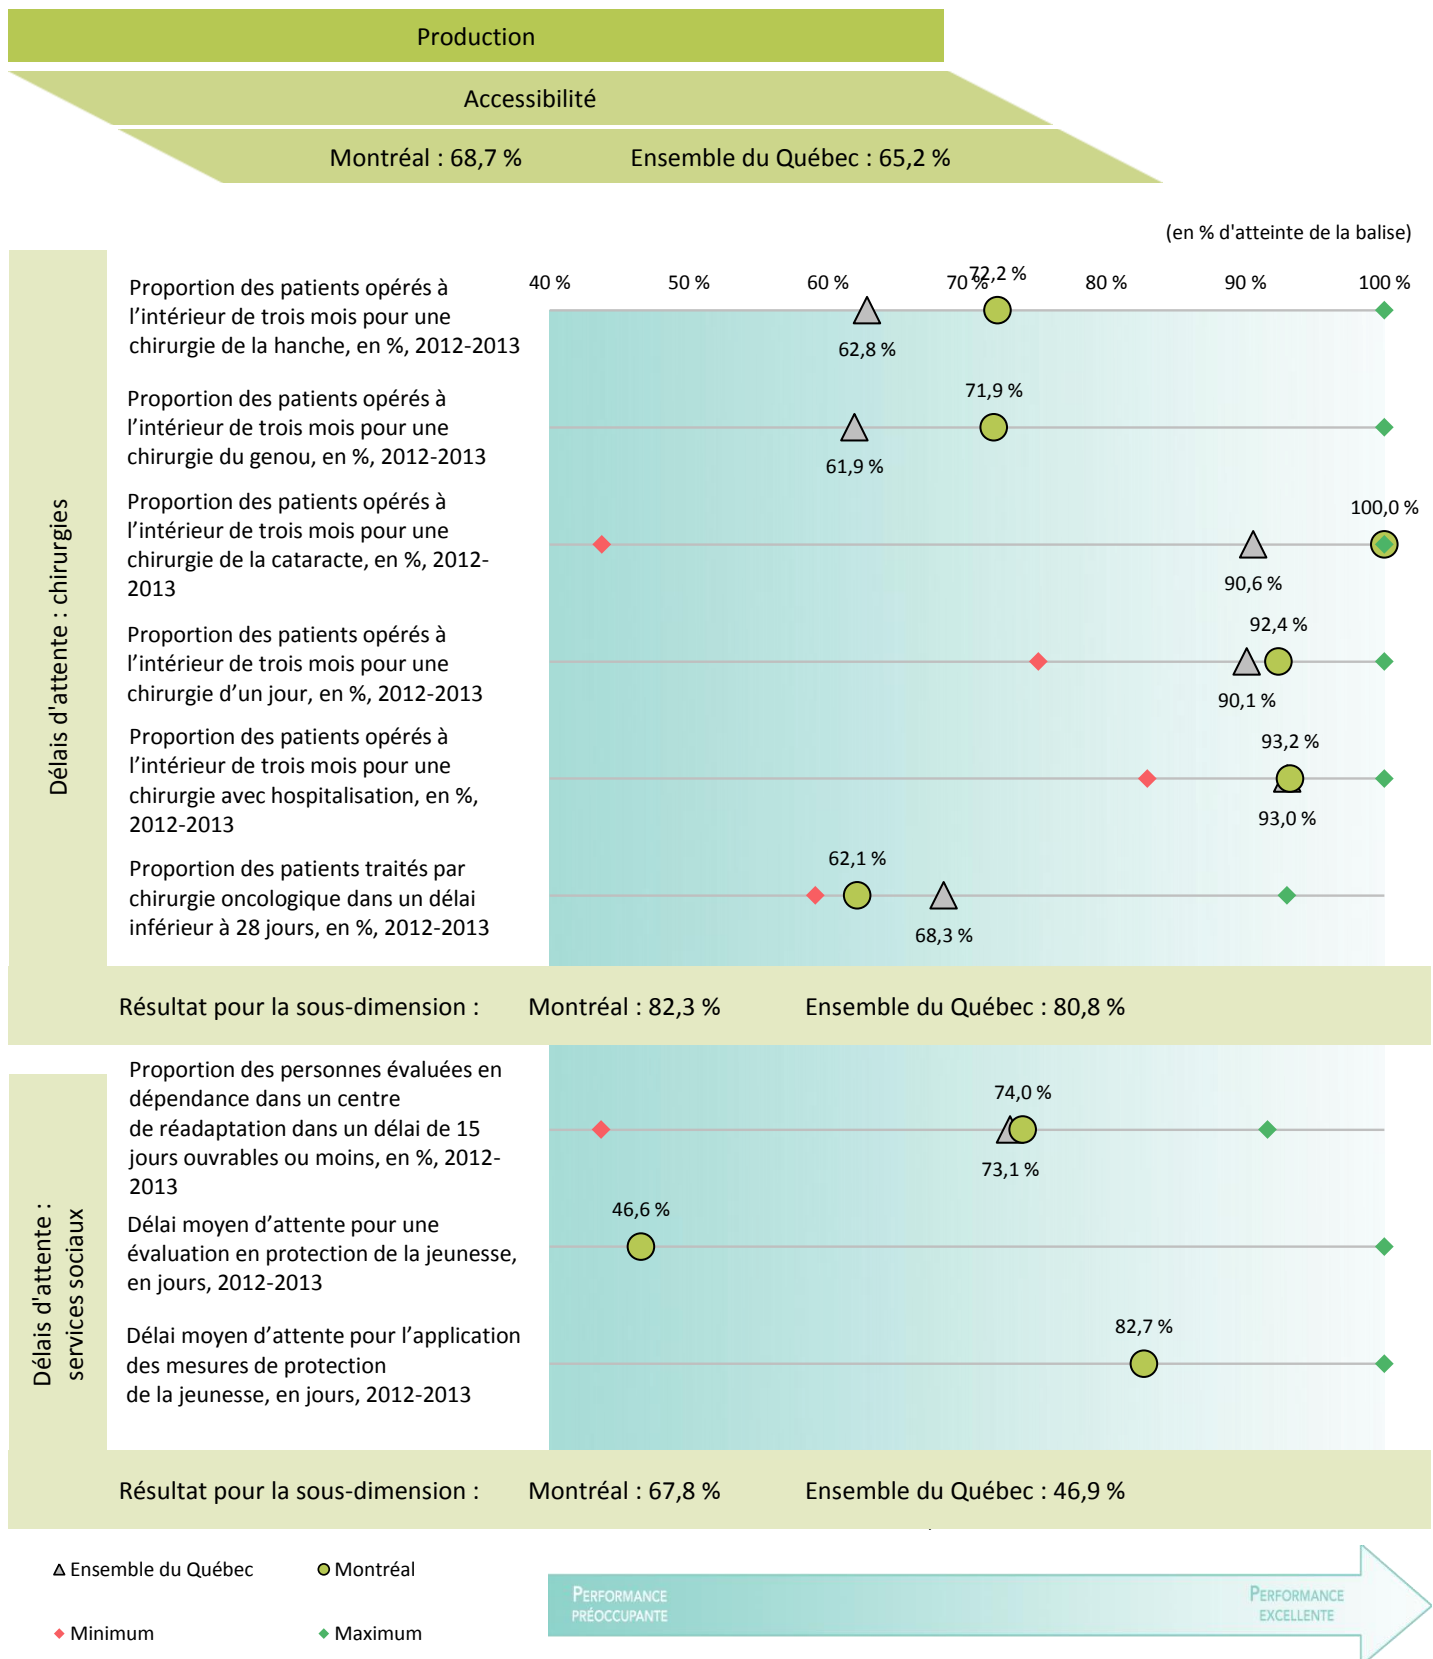 Production
Accessibilité
Montréal : 68,7 % Ensemble du Québec : 65,2 %
(en % d'atteinte de la balise)
40 % 50 % 60 % 70 % 80 % 90 % 100 %
Délais d'attente : chirurgies
Proportion des patients opérés à
l'intérieur de trois mois pour une
chirurgie de la hanche, en %, 2012-2013
72,2 %
62,8 %
Proportion des patients opérés à
l'intérieur de trois mois pour une
chirurgie du genou, en %, 2012-2013
71,9 %
61,9 %
Proportion des patients opérés à
l'intérieur de trois mois pour une
chirurgie de la cataracte, en %, 2012-
2013
100,0 %
90,6 %
Proportion des patients opérés à
l'intérieur de trois mois pour une
chirurgie d'un jour, en %, 2012-2013
92,4 %
90,1 %
Proportion des patients opérés à
l'intérieur de trois mois pour une
chirurgie avec hospitalisation, en %,
2012-2013
93,2 %
93,0 %
Proportion des patients traités par
chirurgie oncologique dans un délai
inférieur à 28 jours, en %, 2012-2013
62,1 %
68,3 %
Résultat pour la sous-dimension : Montréal : 82,3 % Ensemble du Québec : 80,8 %
Délais d'attente :
services sociaux
Proportion des personnes évaluées en
dépendance dans un centre
de réadaptation dans un délai de 15
jours ouvrables ou moins, en %, 2012-
2013
74,0 %
73,1 %
Délai moyen d'attente pour une
évaluation en protection de la jeunesse,
en jours, 2012-2013
46,6 %
Délai moyen d'attente pour l'application
des mesures de protection
de la jeunesse, en jours, 2012-2013
82,7 %
Résultat pour la sous-dimension : Montréal : 67,8 % Ensemble du Québec : 46,9 %
Ensemble du Québec Montréal
Minimum Maximum
PERFORMANCE
PRÉOCCUPANTE
PERFORMANCE
EXCELLENTE